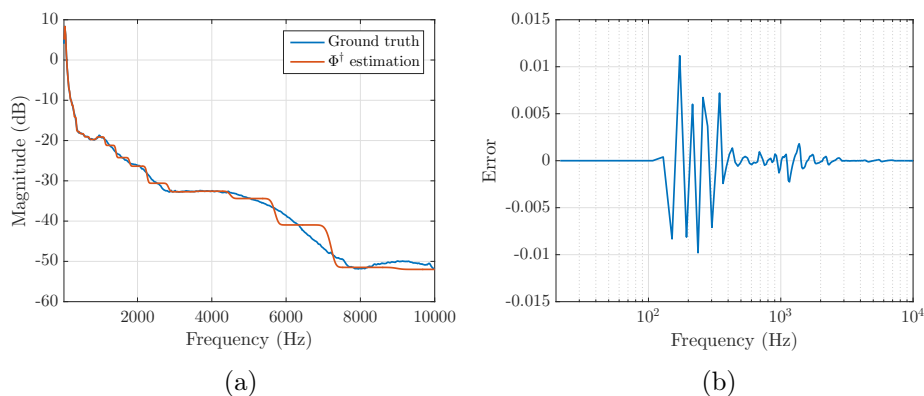 Ground truth
Φ† estimation
10
0
-10
-20
-30
-40
-50
-60
Magnitude (dB)
2000 4000 6000 8000 10000
Frequency (Hz)
(a)
0.015
0.01
0.005
0
-0.005
-0.01
-0.015
Error
10² 10³ 10⁴
Frequency (Hz)
(b)